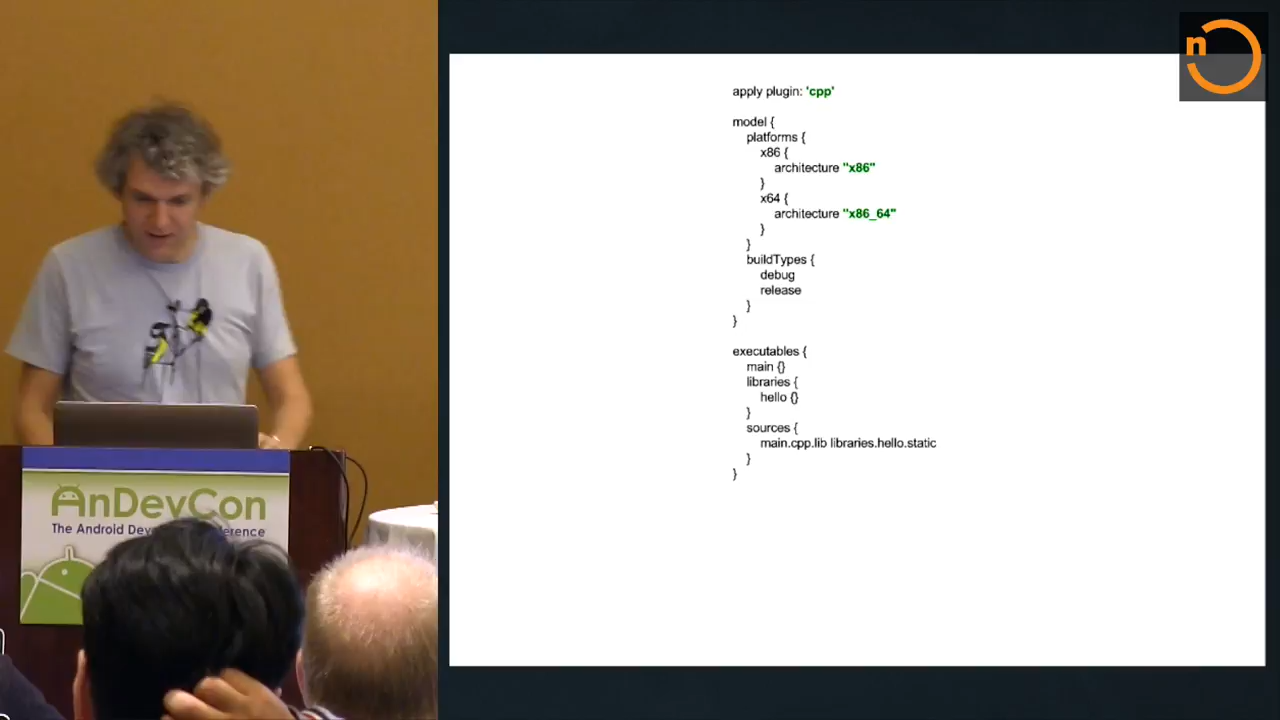 n
apply plugin: 'cpp'
model {
platforms {
x86 {
architecture "x86"
}
x64 {
architecture "x86_64"
}
}
buildTypes {
debug
release
}
}
executables {
main {}
libraries {
hello {}
}
sources {
main.cpp.lib libraries.hello.static
}
}
AnDevCon
The Android Dev erence